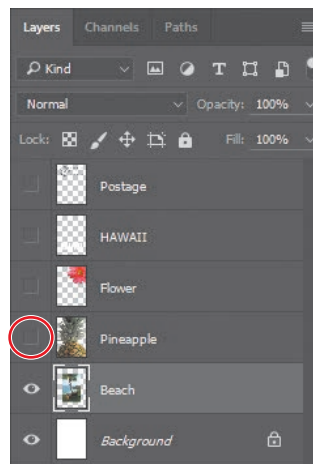 Layers Channels Paths
Kind T
Normal Opacity: 100%
Lock: Fill: 100%
Postage
HAWAII
Flower
Pineapple
Beach
Background